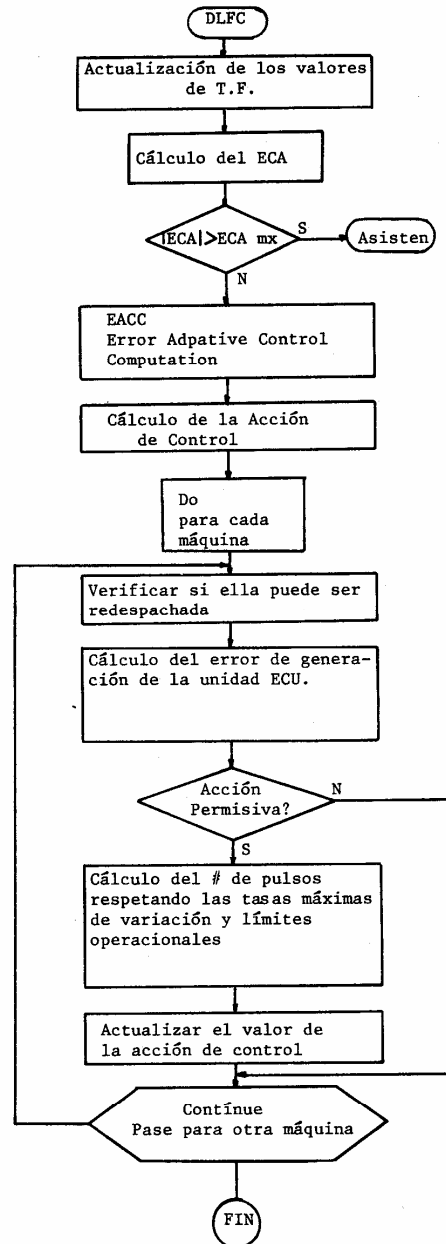 DLFC
Actualización de los valores
de T.F.
Cálculo del ECA
|ECA|>ECA mx
S
Asisten
N
EACC
Error Adpative Control
Computation
Cálculo de la Acción
de Control
Do
para cada
máquina
Verificar si ella puede ser
redespachada
Cálculo del error de genera-
ción de la unidad ECU.
Acción
Permisiva?
N
S
Cálculo del # de pulsos
respetando las tasas máximas
de variación y límites
operacionales
Actualizar el valor de
la acción de control
Contínue
Pase para otra máquina
FIN